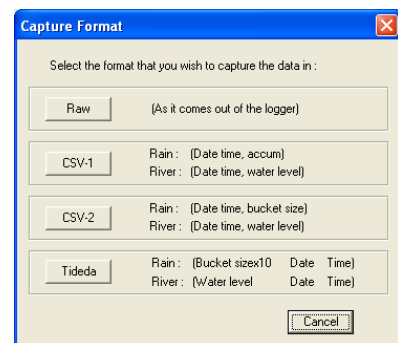 Capture Format
Select the format that you wish to capture the data in :
Raw (As it comes out of the logger)
CSV-1 Rain : (Date time, accum)
River : (Date time, water level)
CSV-2 Rain : (Date time, bucket size)
River : (Date time, water level)
Tideda Rain : (Bucket sizex10 Date Time)
River : (Water level Date Time)
Cancel